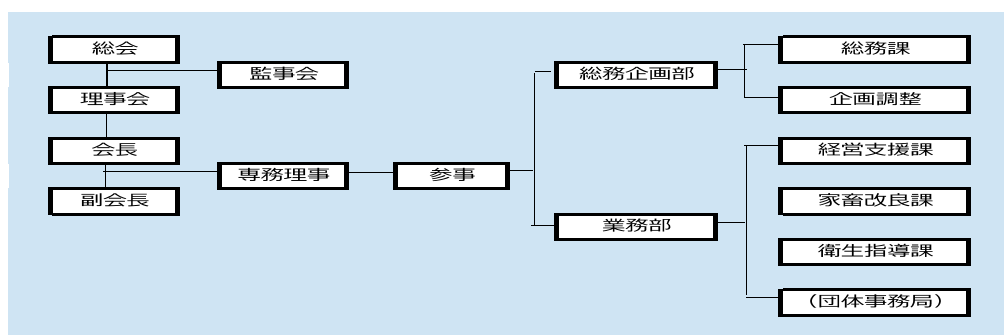 総会
監事会
理事会
会長
専務理事
副会長
参事
総務企画部
業務部
総務課
企画調整
経営支援課
家畜改良課
衛生指導課
（団体事務局）